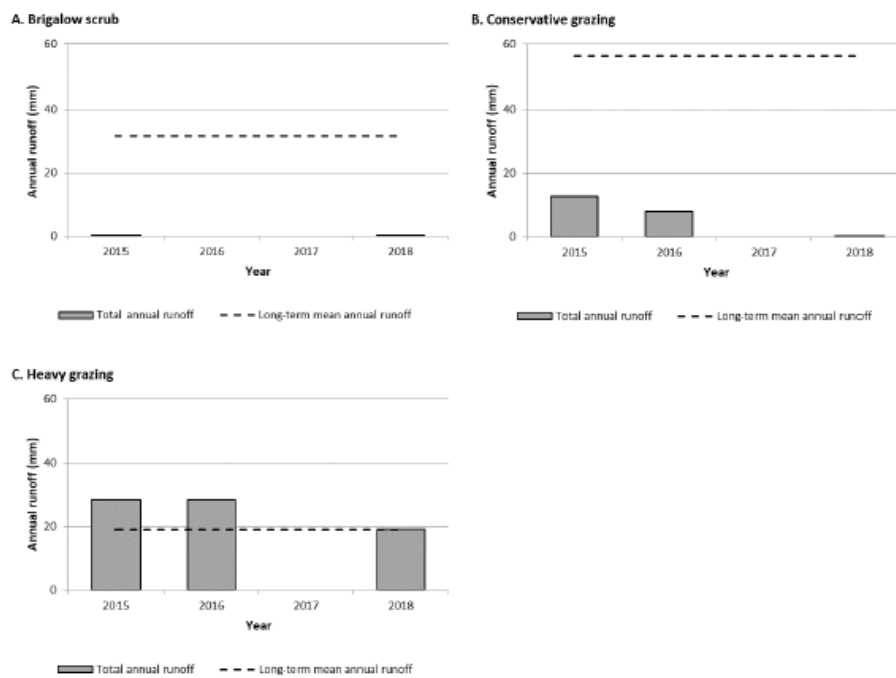 A. Brigalow scrub
60
40
20
0
Annual runoff (mm)
2015 2016 2017 2018
Year
Total annual runoff Long-term mean annual runoff
B. Conservative grazing
60
40
20
0
Annual runoff (mm)
2015 2016 2017 2018
Year
Total annual runoff Long-term mean annual runoff
C. Heavy grazing
60
40
20
0
Annual runoff (mm)
2015 2016 2017 2018
Year
Total annual runoff Long-term mean annual runoff